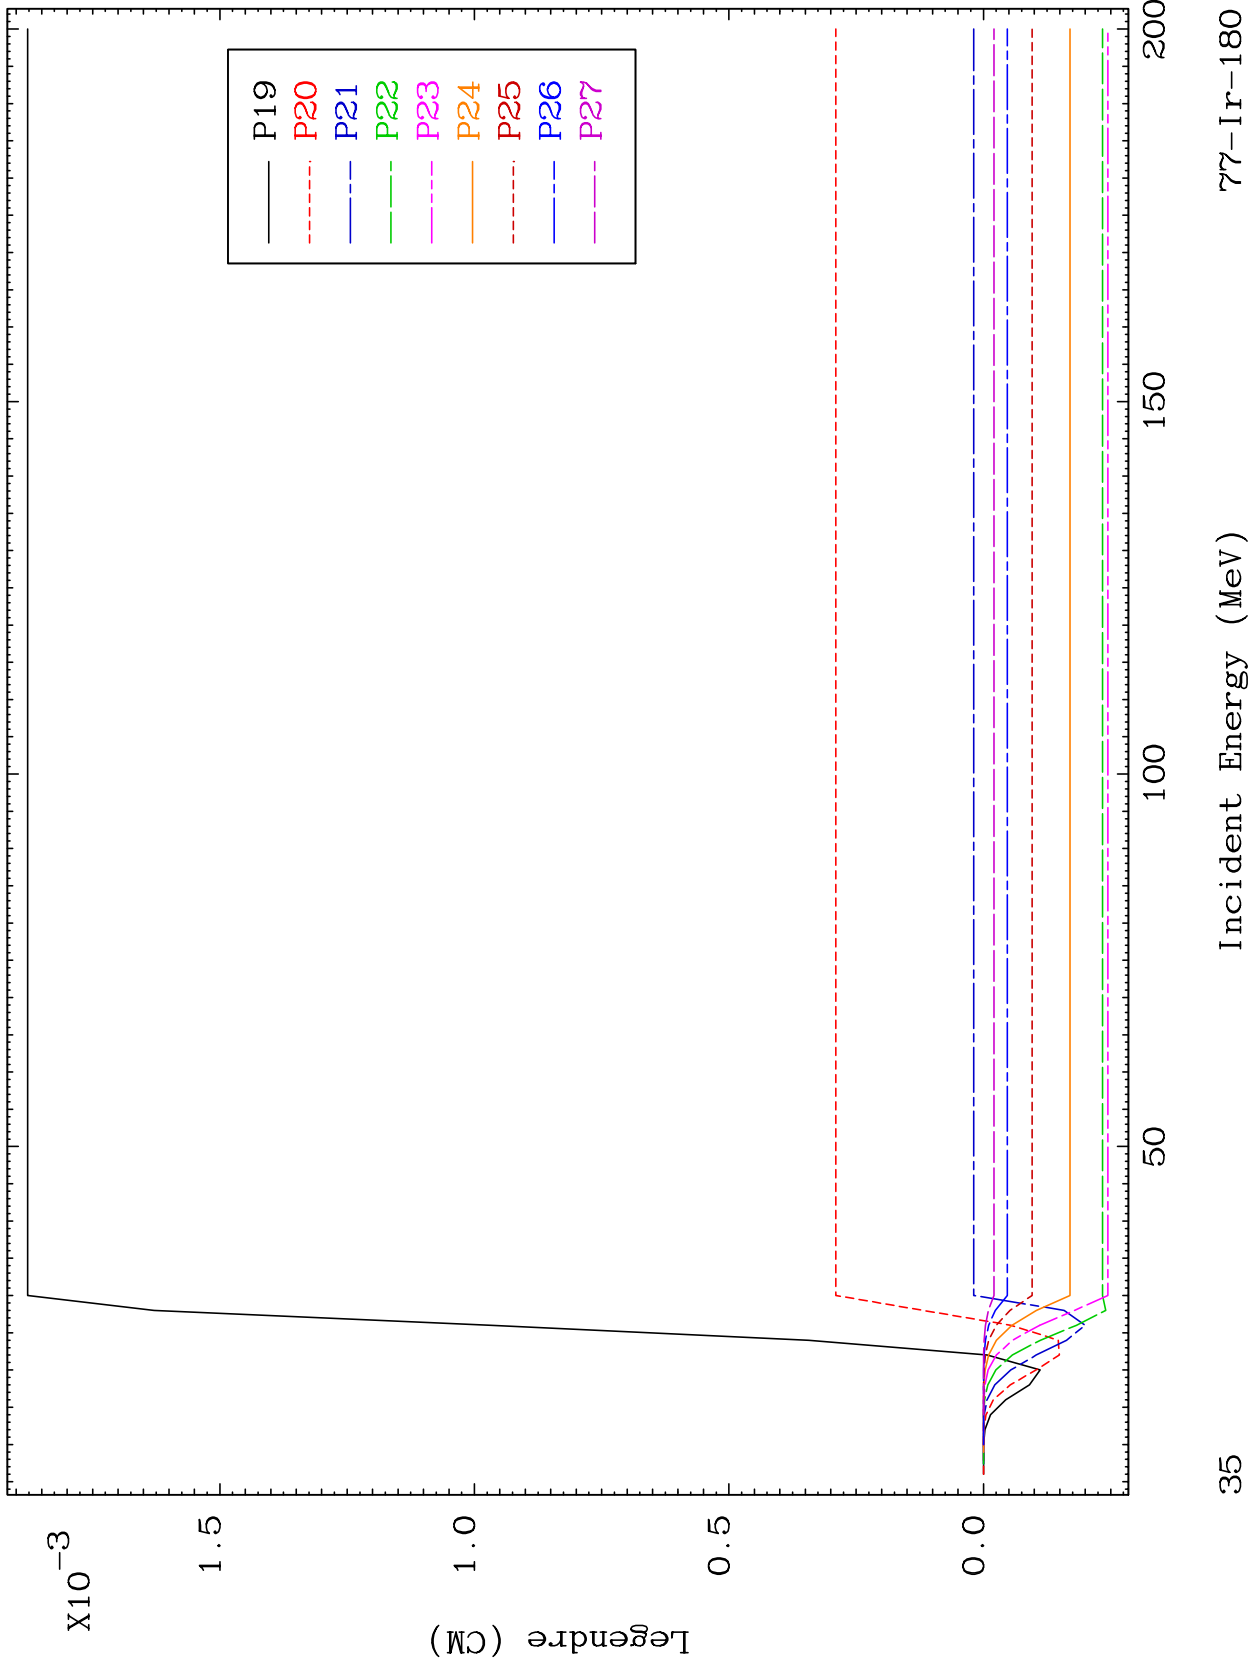 X10^-3
1.5
1.0
0.5
0.0
Legendre (CM)
P19
P20
P21
P22
P23
P24
P25
P26
P27
50
100
150
200
35
Incident Energy (MeV)
77-Ir-180